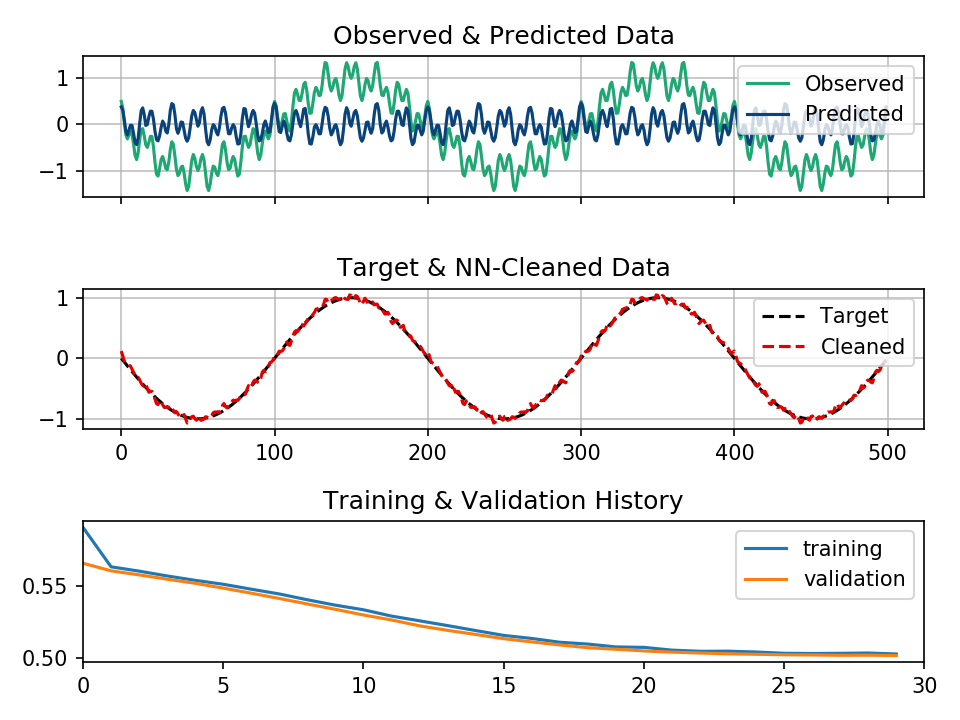 Observed & Predicted Data
1
0
−1
Observed
Predicted
Target & NN-Cleaned Data
1
0
−1
Target
Cleaned
0 100 200 300 400 500
Training & Validation History
0.55
0.50
training
validation
0 5 10 15 20 25 30